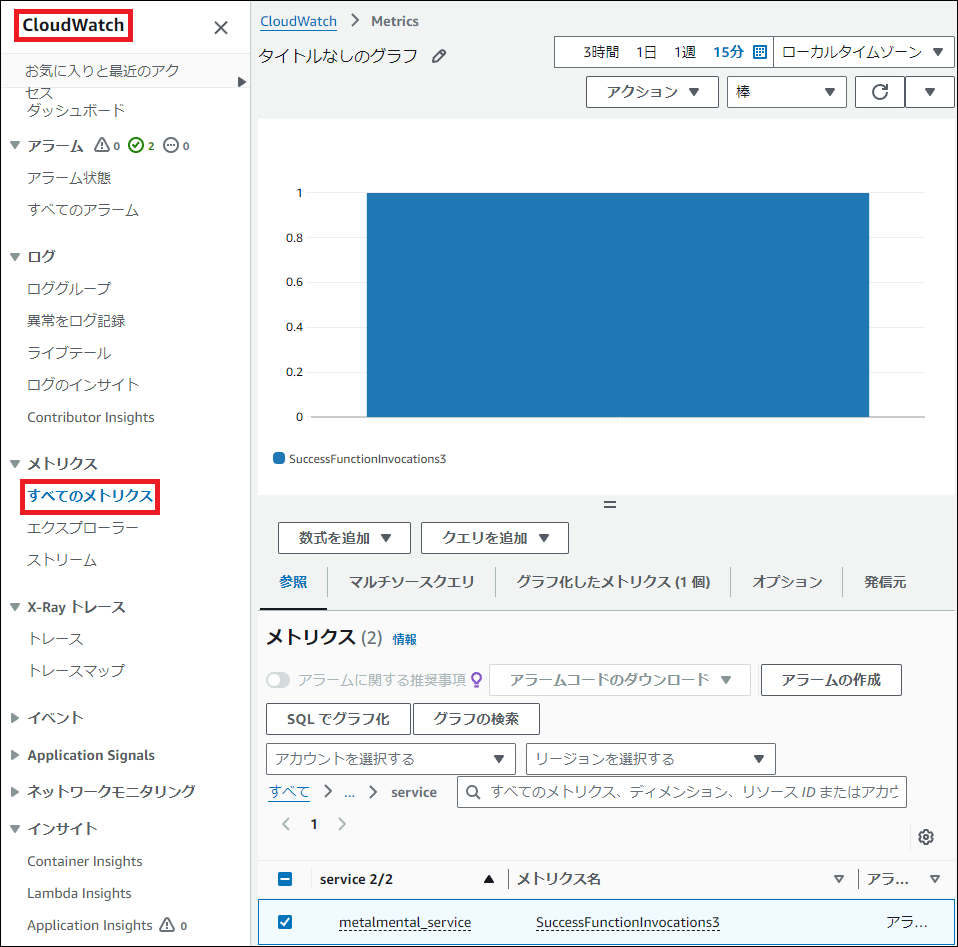 CloudWatch
お気に入りと最近のアク
セス
ダッシュボード
アラーム 0 2 0
アラーム状態
すべてのアラーム
ログ
ロググループ
異常をログ記録
ライブテール
ログのインサイト
Contributor Insights
メトリクス
すべてのメトリクス
エクスプローラー
ストリーム
X-Ray トレース
トレース
トレースマップ
イベント
Application Signals
ネットワークモニタリング
インサイト
Container Insights
Lambda Insights
Application Insights 0
CloudWatch Metrics
タイトルなしのグラフ
3時間 1日 1週 15分 ローカルタイムゾーン
アクション 棒
1
0.8
0.6
0.4
0.2
0
SuccessFunctionInvocations3
数式を追加 クエリを追加
参照 マルチソースクエリ グラフ化したメトリクス (1 個) オプション 発信元
メトリクス (2) 情報
アラームに関する推奨事項 アラームコードのダウンロード アラームの作成
SQL でグラフ化 グラフの検索
アカウントを選択する リージョンを選択する
すべて ... service すべてのメトリクス、ディメンション、リソース ID またはアカウ
1
service 2/2 メトリクス名 アラ...
metalmental_service SuccessFunctionInvocations3 アラ...